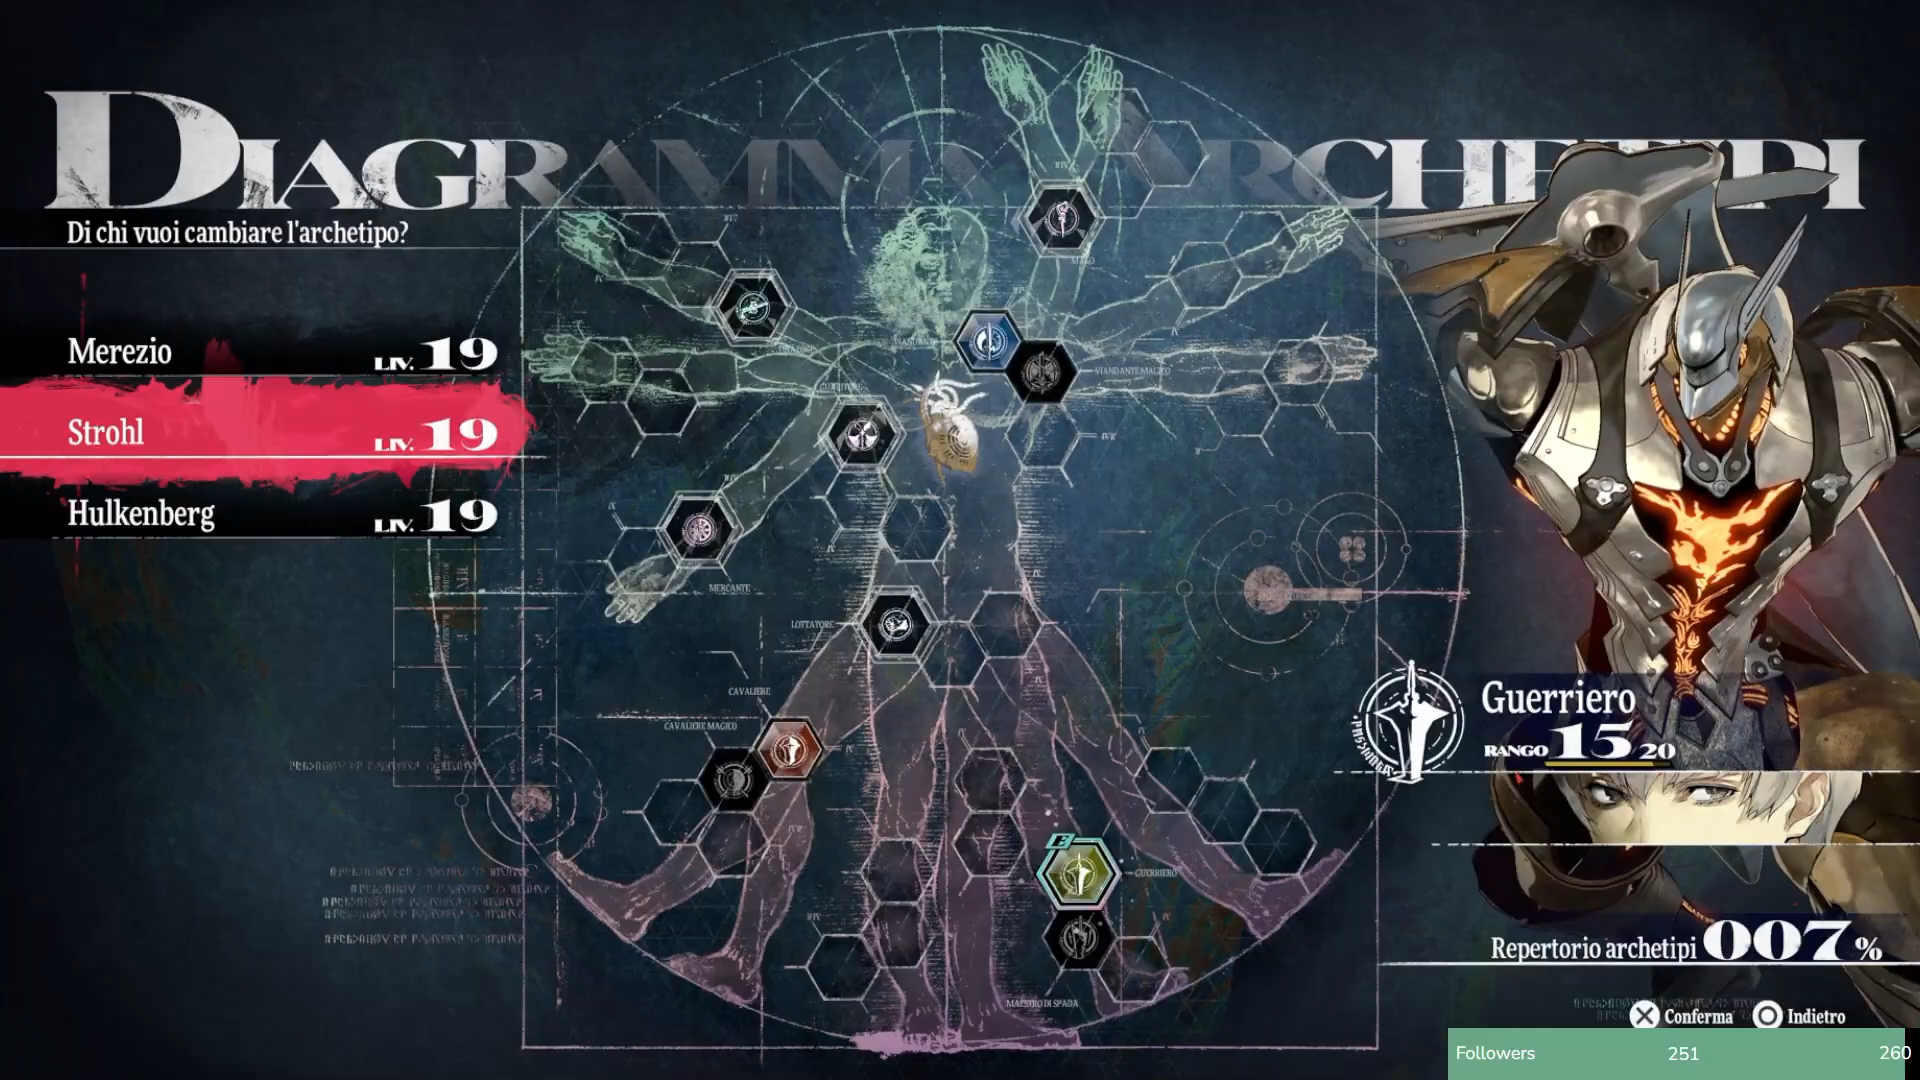 DIAGRAMMA ARCHETIPI
Di chi vuoi cambiare l'archetipo?
Merezio LIV. 19
Strohl LIV. 19
Hulkenberg LIV. 19
MAGO
VIANDANTE
VIANDANTE MAGICO
MERCANTE
LOTTATORE
CAVALIERE
CAVALIERE MAGICO
E
GUERRIERO
MAESTRO DI SPADA
Guerriero
RANGO 15 20
Repertorio archetipi 007 %
Conferma Indietro
Followers 251 260